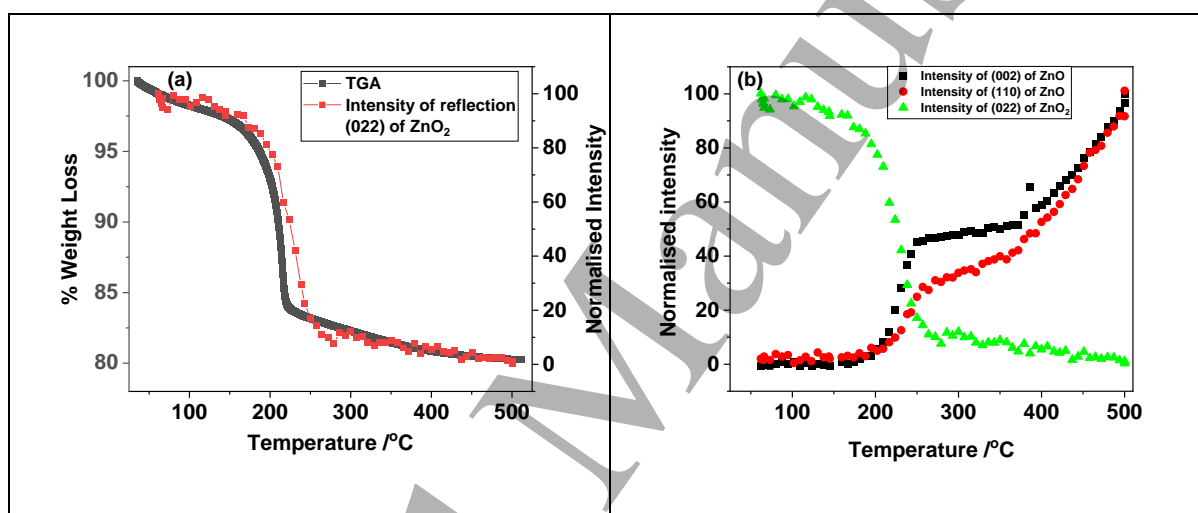 (a)
TGA
Intensity of reflection
(022) of ZnO₂
100
95
90
85
80
% Weight Loss
100
80
60
40
20
0
Normalised Intensity
100 200 300 400 500
Temperature /°C
(b)
Intensity of (002) of ZnO
Intensity of (110) of ZnO
Intensity of (022) of ZnO₂
100
80
60
40
20
0
Normalised intensity
0 100 200 300 400 500
Temperature /°C
Manu